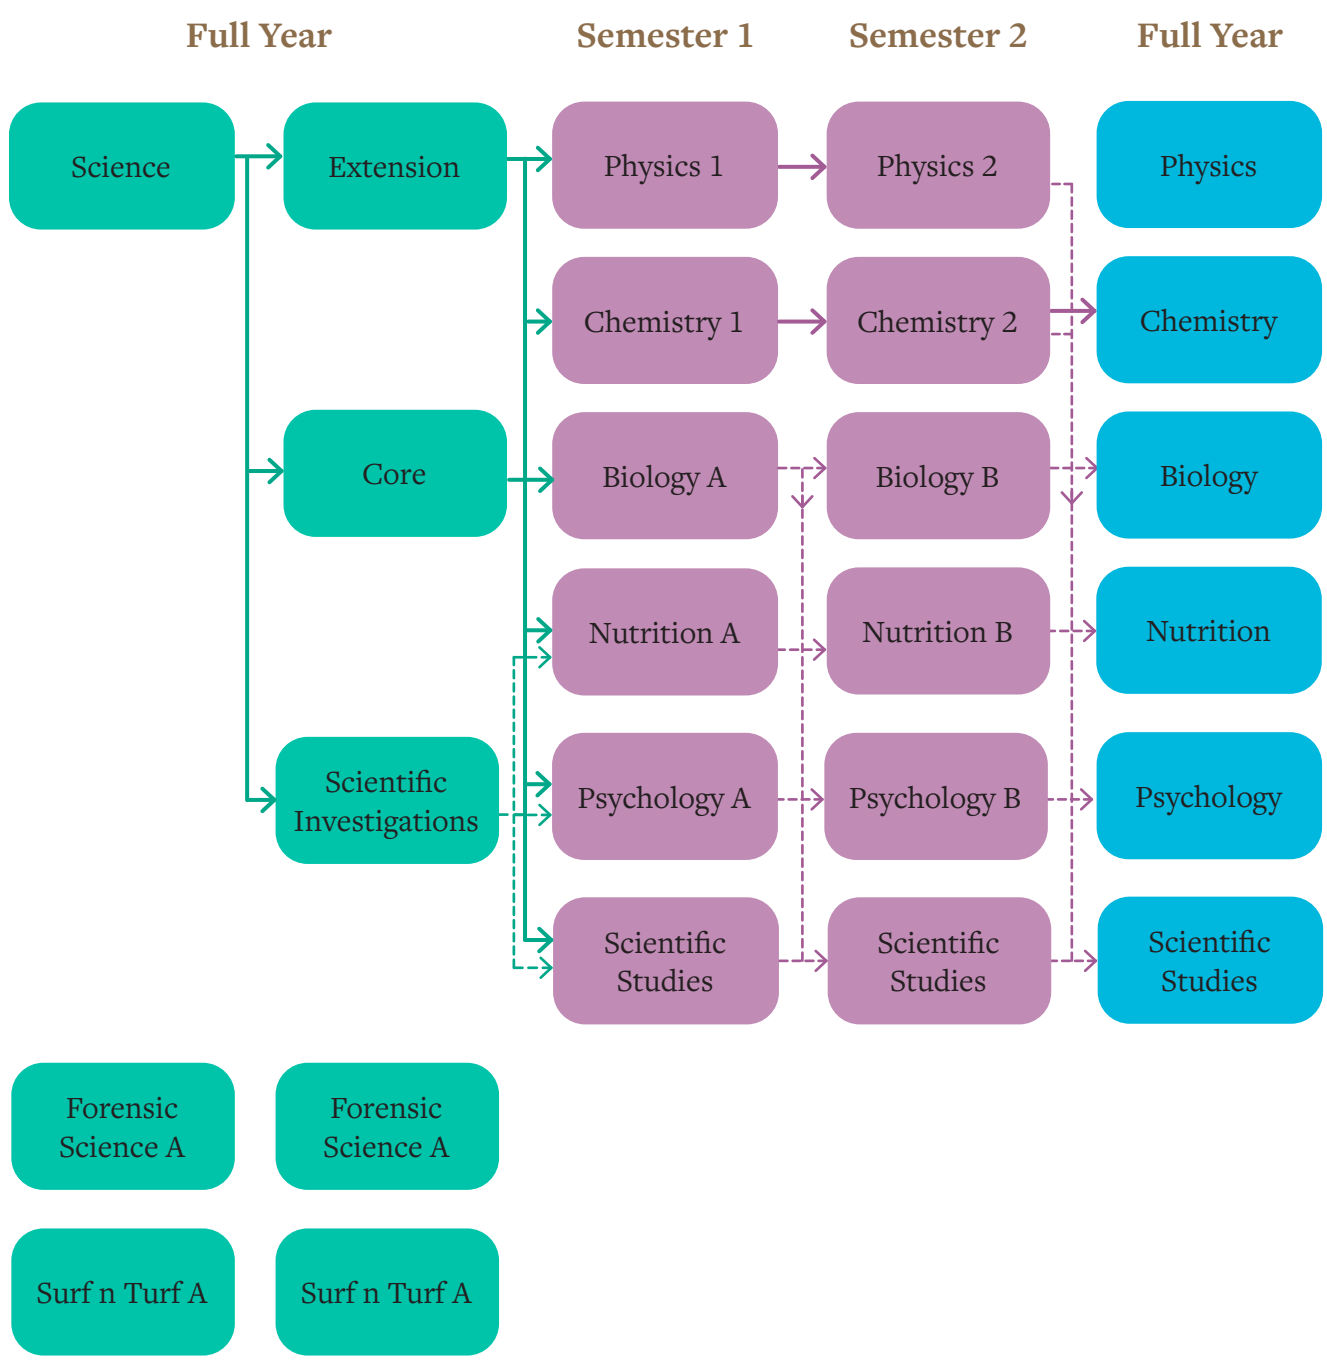 Full Year
Semester 1
Semester 2
Full Year
Science
Extension
Physics 1
Physics 2
Physics
Chemistry 1
Chemistry 2
Chemistry
Core
Biology A
Biology B
Biology
Nutrition A
Nutrition B
Nutrition
Scientific
Investigations
Psychology A
Psychology B
Psychology
Scientific
Studies
Scientific
Studies
Scientific
Studies
Forensic
Science A
Forensic
Science A
Surf n Turf A
Surf n Turf A